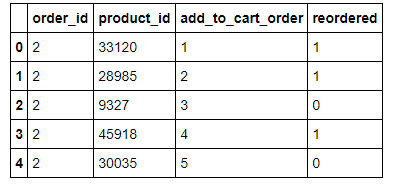 order_id product_id add_to_cart_order reordered
0 2 33120 1 1
1 2 28985 2 1
2 2 9327 3 0
3 2 45918 4 1
4 2 30035 5 0